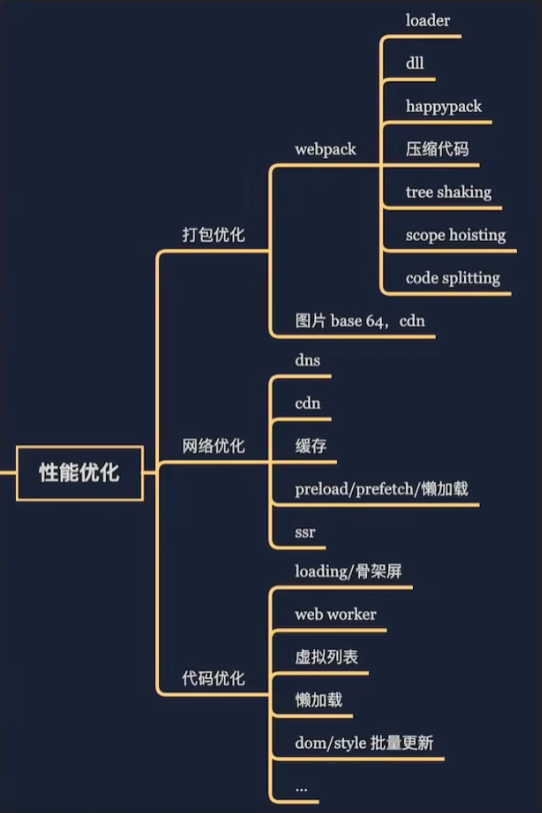 性能优化
打包优化
webpack
loader
dll
happypack
压缩代码
tree shaking
scope hoisting
code splitting
图片 base 64，cdn
网络优化
dns
cdn
缓存
preload/prefetch/懒加载
ssr
代码优化
loading/骨架屏
web worker
虚拟列表
懒加载
dom/style 批量更新
...